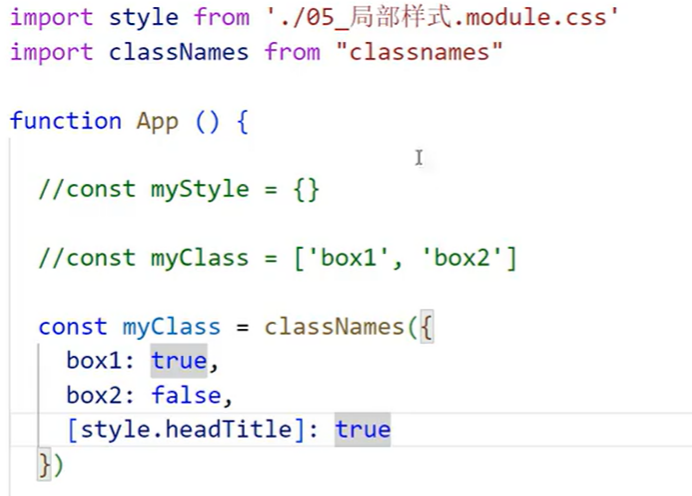 import style from './05_局部样式.module.css'
import classNames from "classnames"
function App () {
//const myStyle = {}
//const myClass = ['box1', 'box2']
const myClass = classNames({
box1: true,
box2: false,
[style.headTitle]: true
})